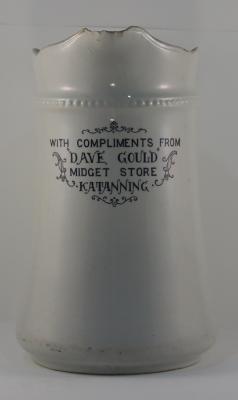 WITH COMPLIMENTS FROM
"DAVE GOULD"
MIDGET STORE
KATANNING.